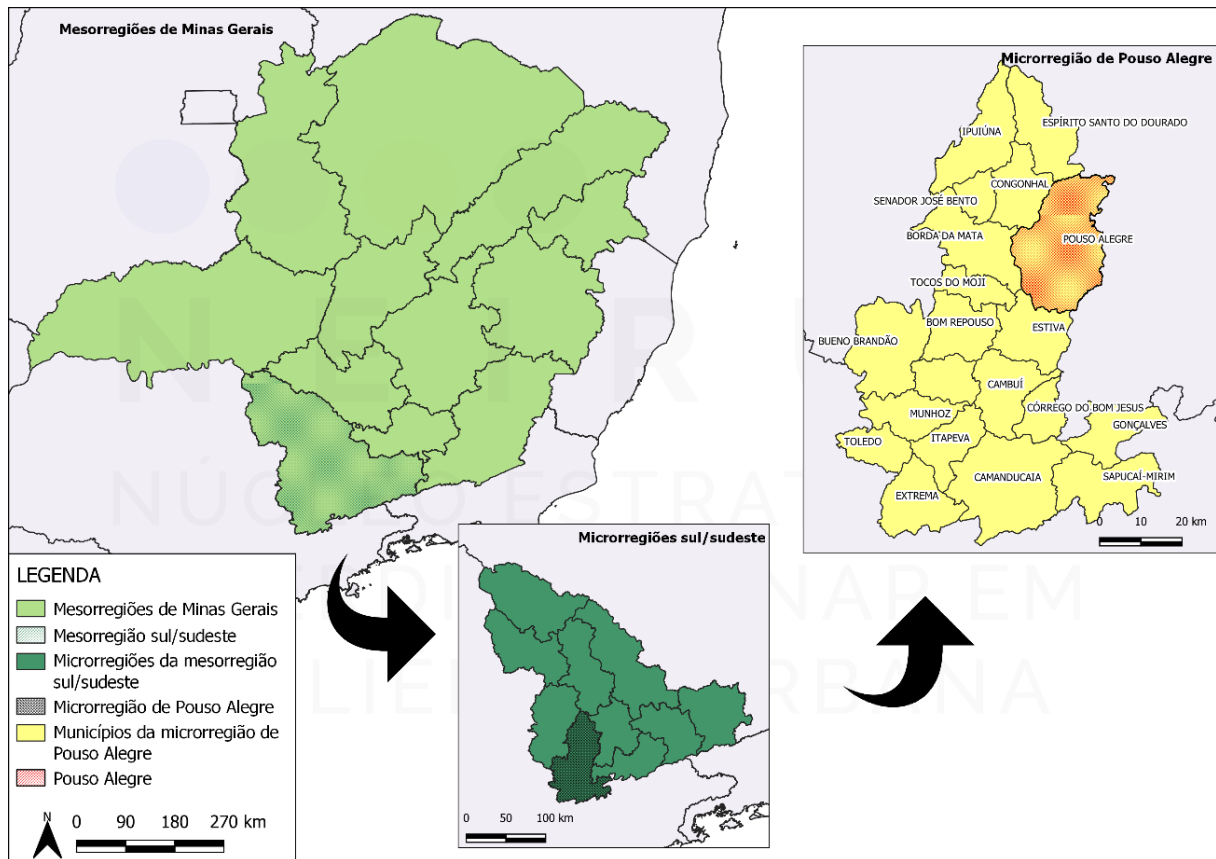 Mesorregiões de Minas Gerais
Microrregião de Pouso Alegre
IPUIÚNA
ESPÍRITO SANTO DO DOURADO
CONGONHAL
SENADOR JOSÉ BENTO
BORDA DA MATA
POUSO ALEGRE
TOCOS DO MOJI
BOM REPOUSO
ESTIVA
BUENO BRANDÃO
CAMBUÍ
CÓRREGO DO BOM JESUS
MUNHOZ
GONÇALVES
TOLEDO
ITAPEVA
CAMANDUCAIA
SAPUCAÍ-MIRIM
EXTREMA
0 10 20 km
Microrregiões sul/sudeste
0 50 100 km
LEGENDA
Mesorregiões de Minas Gerais
Mesorregião sul/sudeste
Microrregiões da mesorregião
sul/sudeste
Microrregião de Pouso Alegre
Municípios da microrregião de
Pouso Alegre
Pouso Alegre
N
0 90 180 270 km